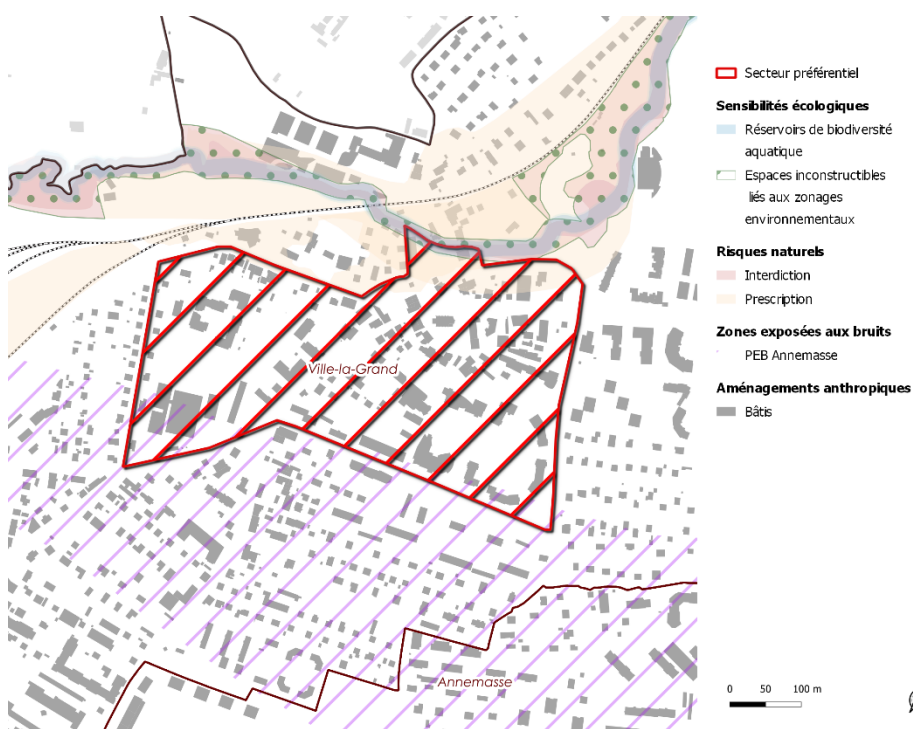 Secteur préférentiel
Sensibilités écologiques
Réservoirs de biodiversité
aquatique
Espaces inconstructibles
liés aux zonages
environnementaux
Risques naturels
Interdiction
Prescription
Zones exposées aux bruits
PEB Annemasse
Aménagements anthropiques
Bâtis
Ville-la-Grand
Annemasse
0 50 100 m